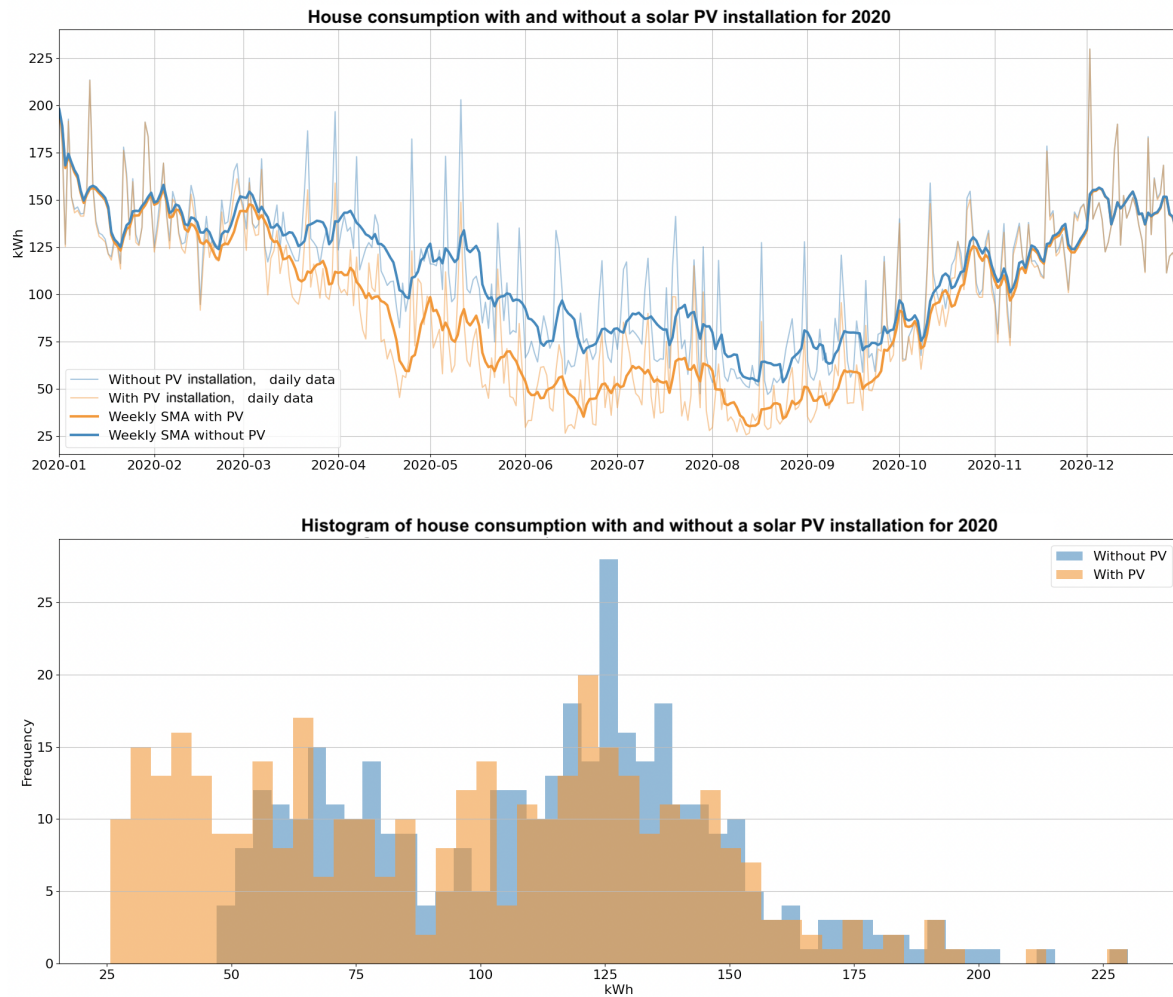 House consumption with and without a solar PV installation for 2020
225
200
175
150
125
100
75
50
25
kWh
Without PV installation, daily data
With PV installation, daily data
Weekly SMA with PV
Weekly SMA without PV
2020-01 2020-02 2020-03 2020-04 2020-05 2020-06 2020-07 2020-08 2020-09 2020-10 2020-11 2020-12
Histogram of house consumption with and without a solar PV installation for 2020
Without PV
With PV
25
20
15
10
5
0
Frequency
25 50 75 100 125 150 175 200 225
kWh